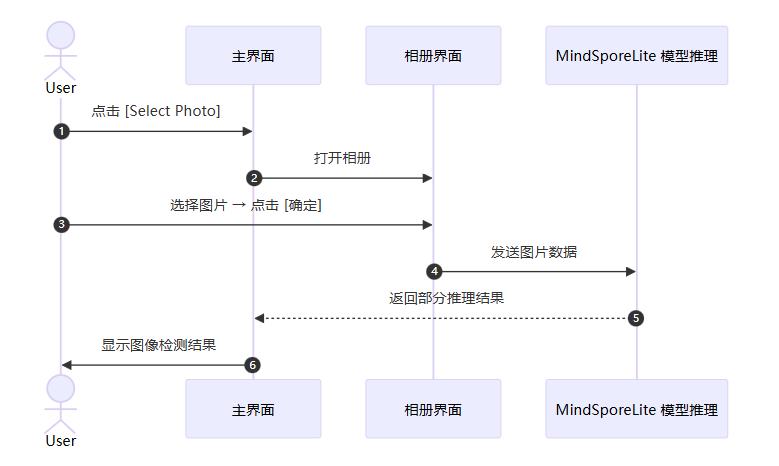 主界面
相册界面
MindSporeLite 模型推理
User
点击 [Select Photo]
1
打开相册
2
选择图片 → 点击 [确定]
3
发送图片数据
4
返回部分推理结果
5
显示图像检测结果
6
主界面
相册界面
MindSporeLite 模型推理
User